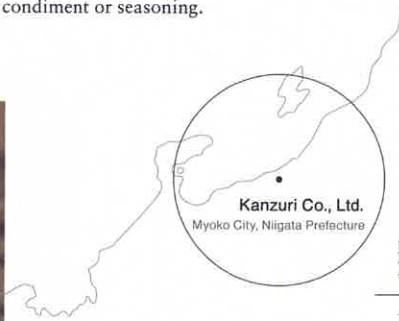 condiment or seasoning.
Kanzuri Co., Ltd.
Myoko City, Niigata Prefecture